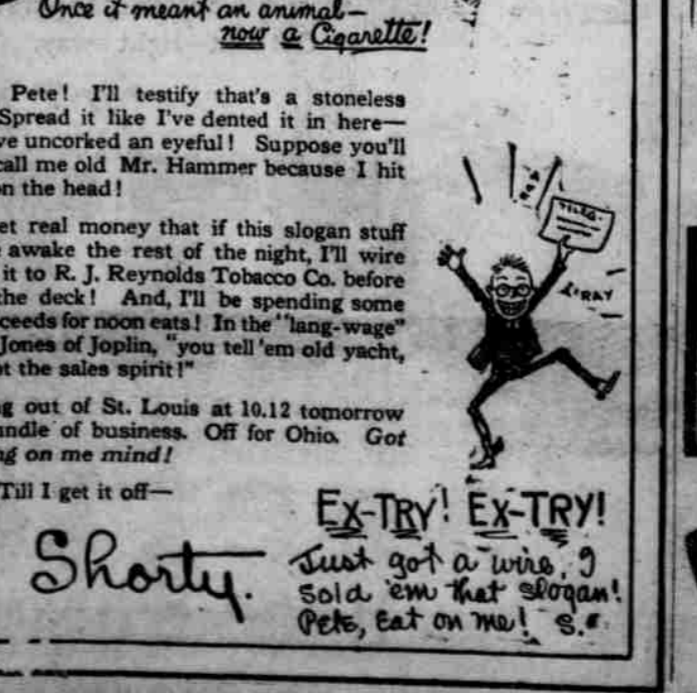 Once it meant an animal—
now a Cigarette!
Pete! I'll testify that's a stoneless
Spread it like I've dented it in here—
ve uncorked an eyeful! Suppose you'll
call me old Mr. Hammer because I hit
n the head!
et real money that if this slogan stuff
awake the rest of the night, I'll wire
it to R. J. Reynolds Tobacco Co. before
the deck! And, I'll be spending some
ceeds for noon eats! In the "lang-wage"
Jones of Joplin, "you tell 'em old yacht,
t the sales spirit!"
g out of St. Louis at 10.12 tomorrow
ndle of business. Off for Ohio. Got
ng on me mind!
Till I get it off—
Shorty.
TELEG.
EX-TRY! EX-TRY!
Just got a wire, I
sold 'em that slogan!
Pete, Eat on me! S.